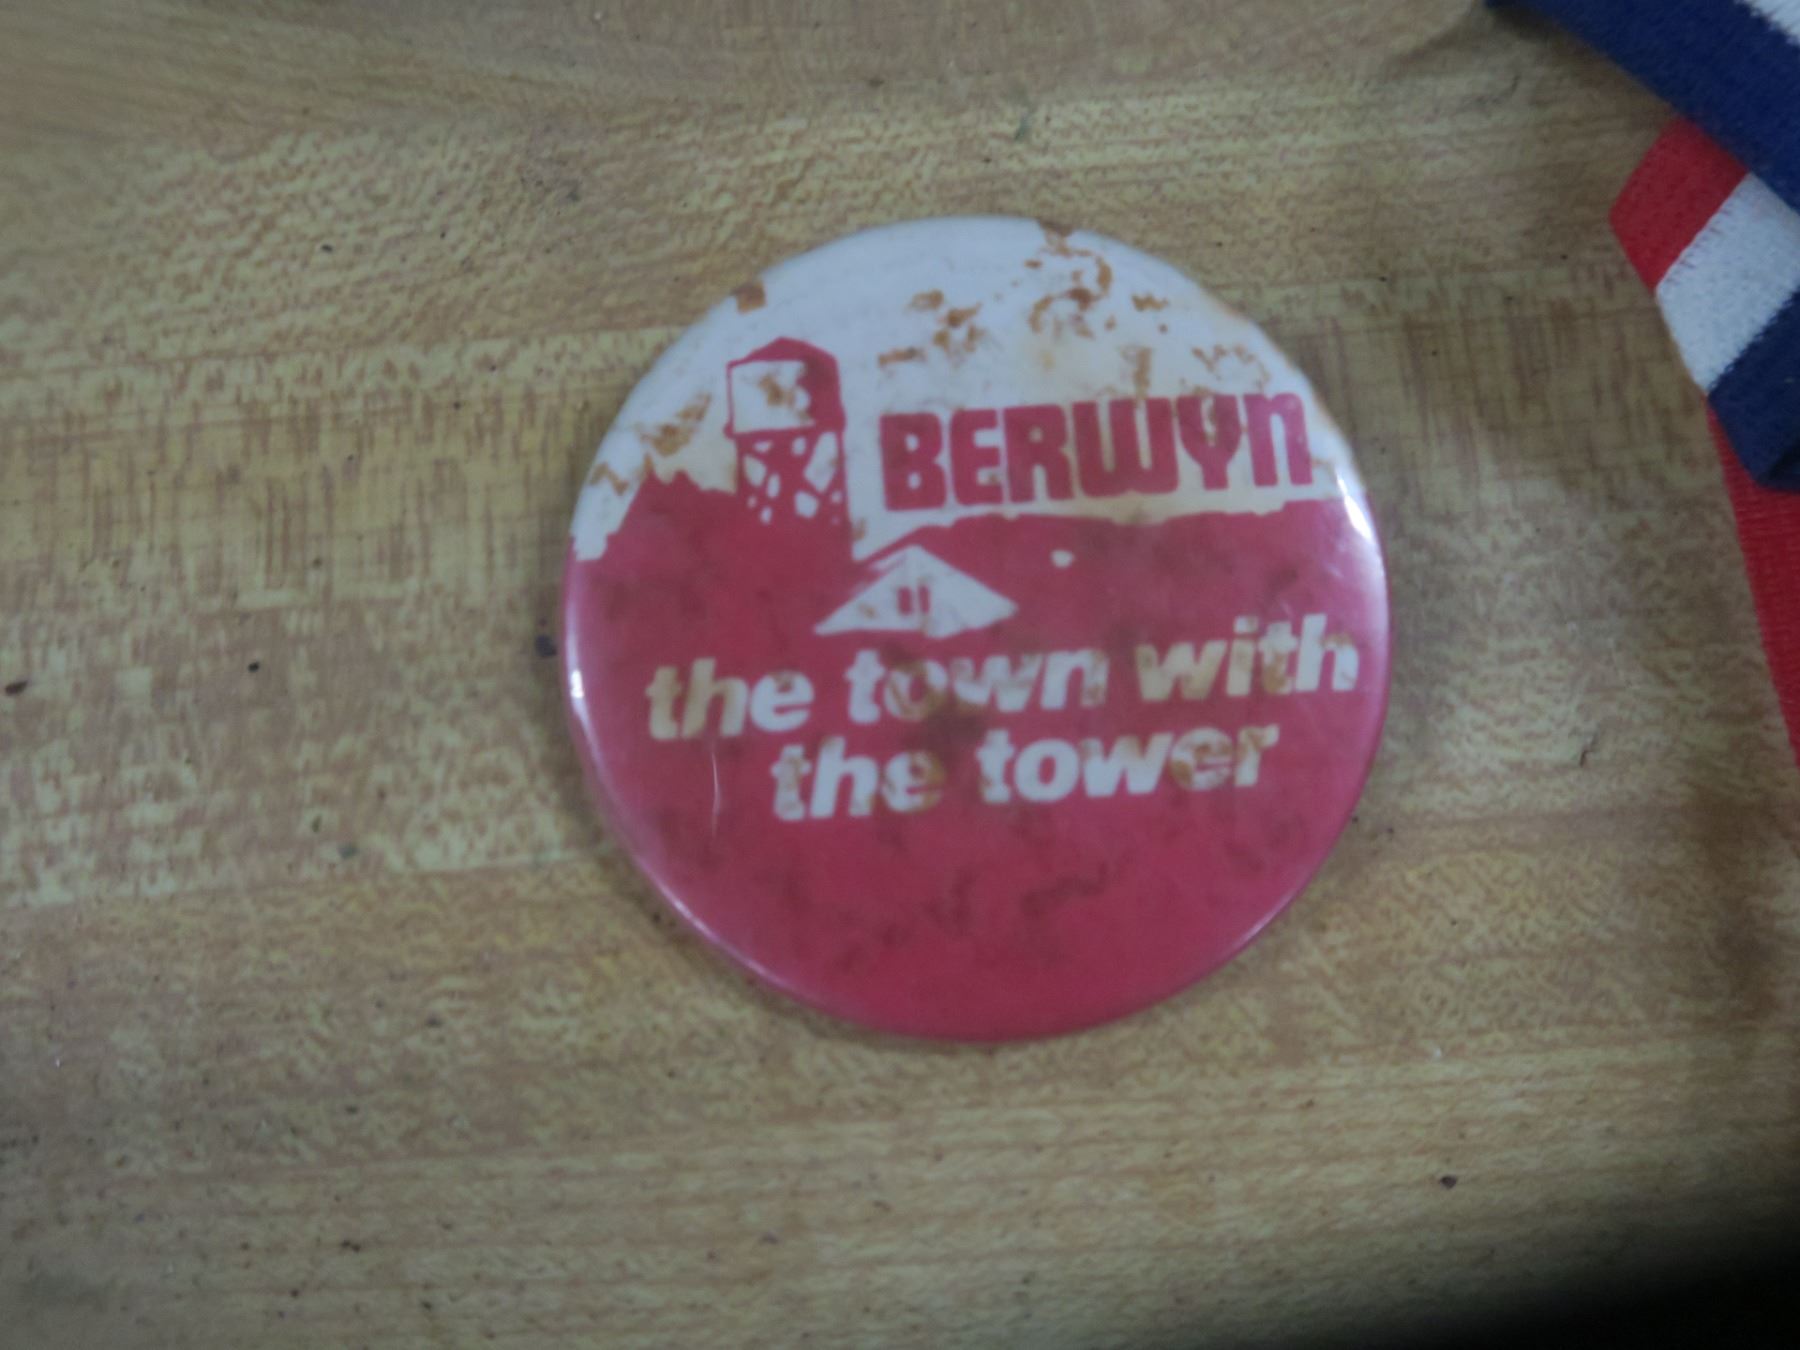 BERWYN
the town with
the tower